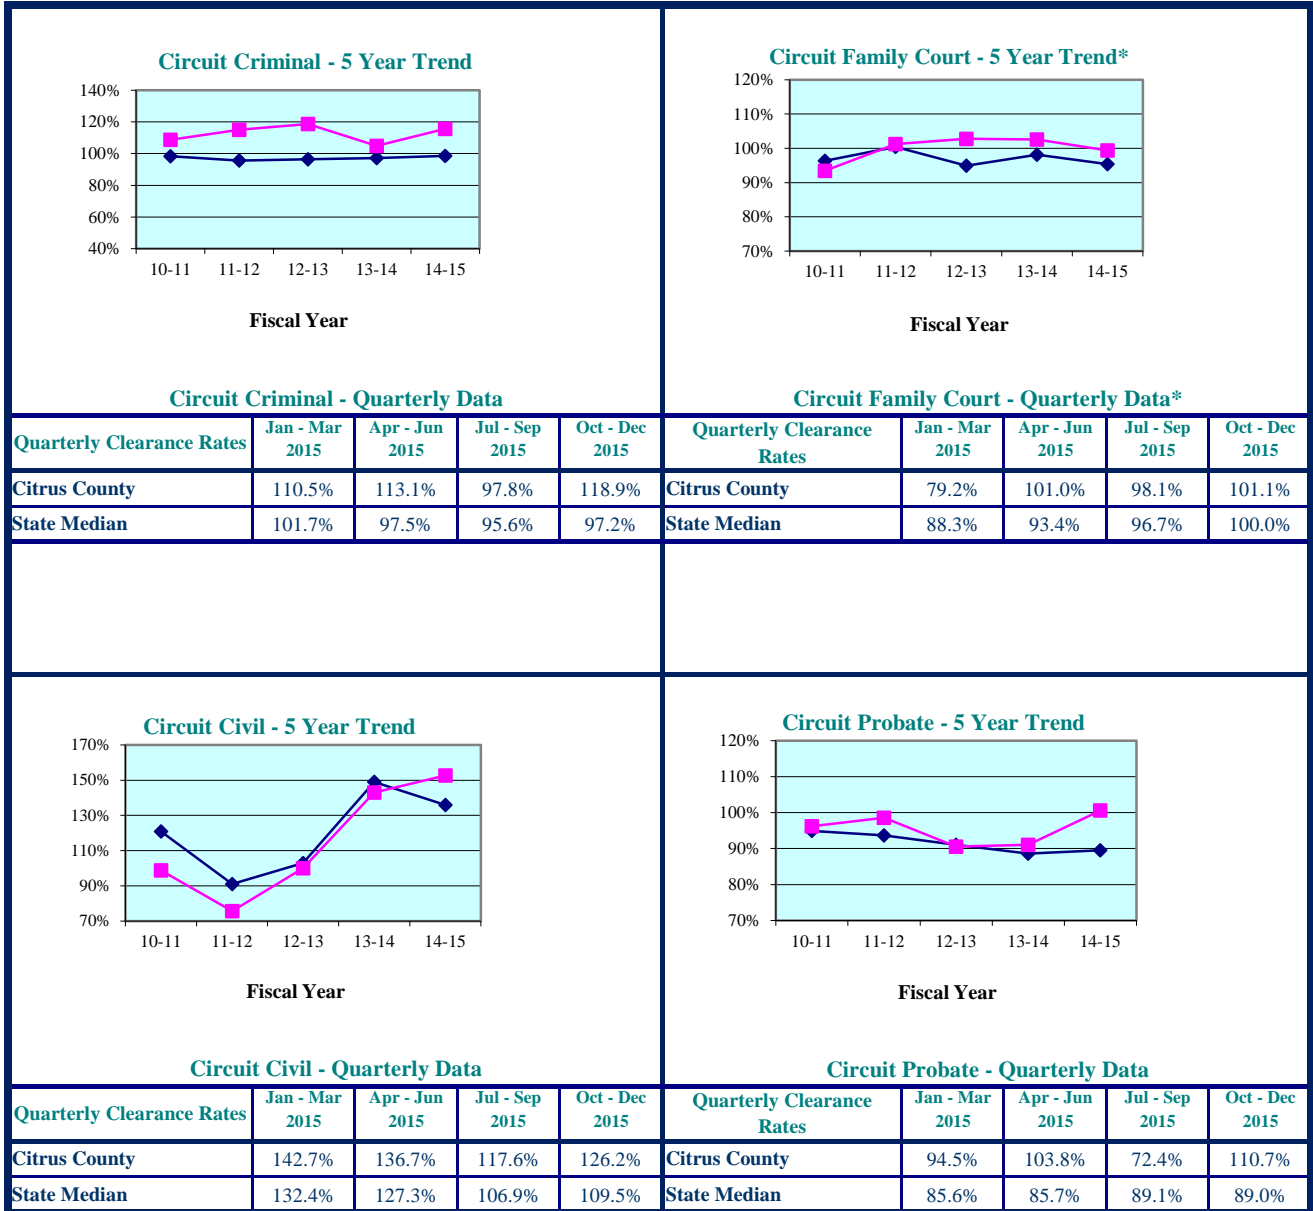 Circuit Criminal - 5 Year Trend
140%
120%
100%
80%
60%
40%
10-11 11-12 12-13 13-14 14-15
Fiscal Year
Circuit Criminal - Quarterly Data
Quarterly Clearance Rates Jan - Mar 2015 Apr - Jun 2015 Jul - Sep 2015 Oct - Dec 2015
Citrus County 110.5% 113.1% 97.8% 118.9%
State Median 101.7% 97.5% 95.6% 97.2%
Circuit Family Court - 5 Year Trend*
120%
110%
100%
90%
80%
70%
10-11 11-12 12-13 13-14 14-15
Fiscal Year
Circuit Family Court - Quarterly Data*
Quarterly Clearance Rates Jan - Mar 2015 Apr - Jun 2015 Jul - Sep 2015 Oct - Dec 2015
Citrus County 79.2% 101.0% 98.1% 101.1%
State Median 88.3% 93.4% 96.7% 100.0%
Circuit Civil - 5 Year Trend
170%
150%
130%
110%
90%
70%
10-11 11-12 12-13 13-14 14-15
Fiscal Year
Circuit Civil - Quarterly Data
Quarterly Clearance Rates Jan - Mar 2015 Apr - Jun 2015 Jul - Sep 2015 Oct - Dec 2015
Citrus County 142.7% 136.7% 117.6% 126.2%
State Median 132.4% 127.3% 106.9% 109.5%
Circuit Probate - 5 Year Trend
120%
110%
100%
90%
80%
70%
10-11 11-12 12-13 13-14 14-15
Fiscal Year
Circuit Probate - Quarterly Data
Quarterly Clearance Rates Jan - Mar 2015 Apr - Jun 2015 Jul - Sep 2015 Oct - Dec 2015
Citrus County 94.5% 103.8% 72.4% 110.7%
State Median 85.6% 85.7% 89.1% 89.0%